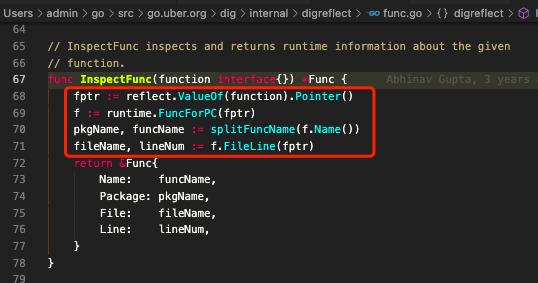 Users > admin > go > src > go.uber.org > dig > internal > digreflect > func.go > {} digreflect >
64
65
66 // InspectFunc inspects and returns runtime information about the given
// function.
67 func InspectFunc(function interface{}) *Func { Abhinav Gupta, 3 years
68 fptr := reflect.ValueOf(function).Pointer()
69 f := runtime.FuncForPC(fptr)
70 pkgName, funcName := splitFuncName(f.Name())
71 fileName, lineNum := f.FileLine(fptr)
72 return &Func{
73 Name: funcName,
74 Package: pkgName,
75 File: fileName,
76 Line: lineNum,
77 }
78 }
79